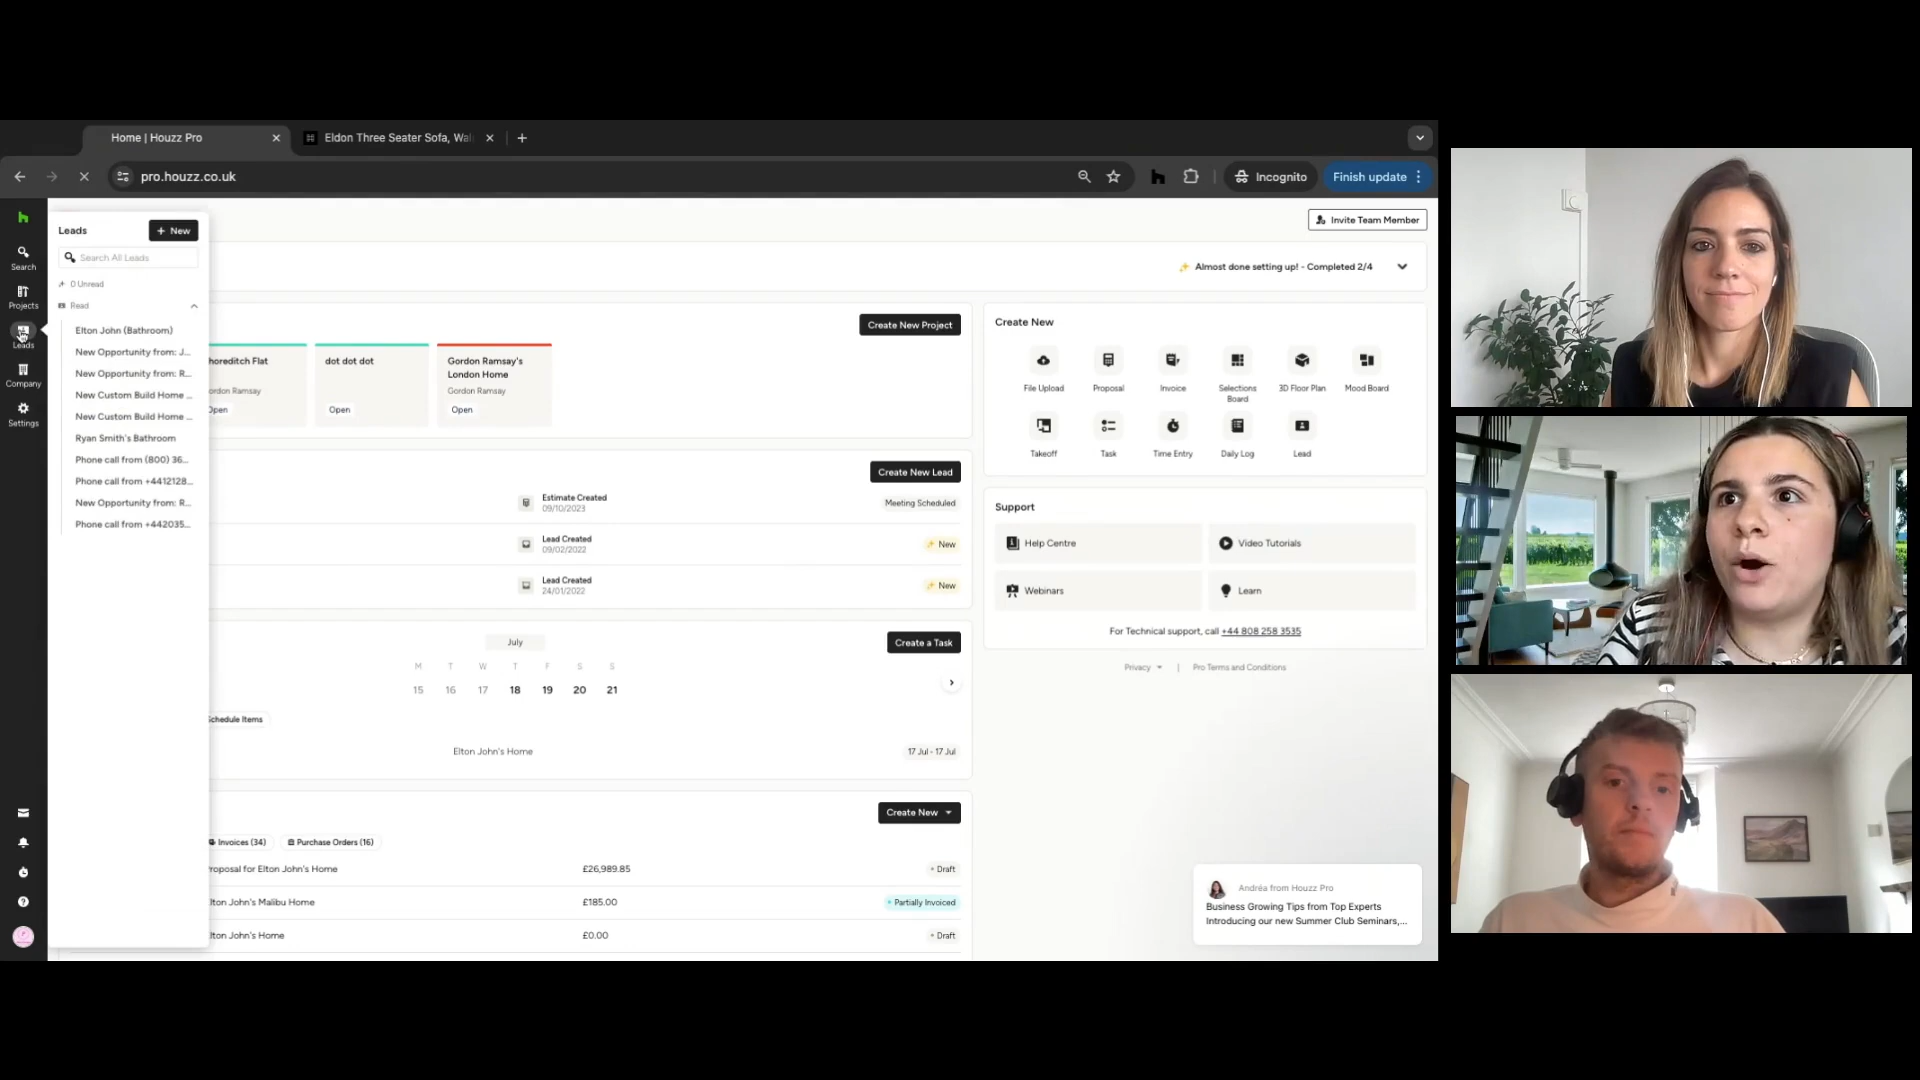 Home | Houzz Pro
Eldon Three Seater Sofa, Wal
pro.houzz.co.uk
Incognito
Finish update
Search
Projects
Leads
Company
Settings
Leads
+ New
Search All Leads
0 Unread
Read
Elton John (Bathroom)
New Opportunity from: J...
New Opportunity from: R...
New Custom Build Home ...
New Custom Build Home ...
Ryan Smith's Bathroom
Phone call from (800) 36...
Phone call from +4412128...
New Opportunity from: R...
Phone call from +442035...
Invite Team Member
Almost done setting up! - Completed 2/4
Create New Project
horeditch Flat
ordon Ramsay
Open
dot dot dot
Open
Gordon Ramsay's
London Home
Gordon Ramsay
Open
Create New Lead
Estimate Created
09/10/2023
Meeting Scheduled
Lead Created
09/02/2022
New
Lead Created
24/01/2022
New
July
Create a Task
M T W T F S S
15 16 17 18 19 20 21
Schedule Items
Elton John's Home
17 Jul - 17 Jul
Create New
Invoices (34)
Purchase Orders (16)
roposal for Elton John's Home
£26,989.85
Draft
lton John's Malibu Home
£185.00
Partially Invoiced
lton John's Home
£0.00
Draft
Create New
File Upload
Proposal
Invoice
Selections
Board
3D Floor Plan
Mood Board
Takeoff
Task
Time Entry
Daily Log
Lead
Support
Help Centre
Video Tutorials
Webinars
Learn
For Technical support, call +44 808 258 3535
Privacy
Pro Terms and Conditions
Andréa from Houzz Pro
Business Growing Tips from Top Experts
Introducing our new Summer Club Seminars,...